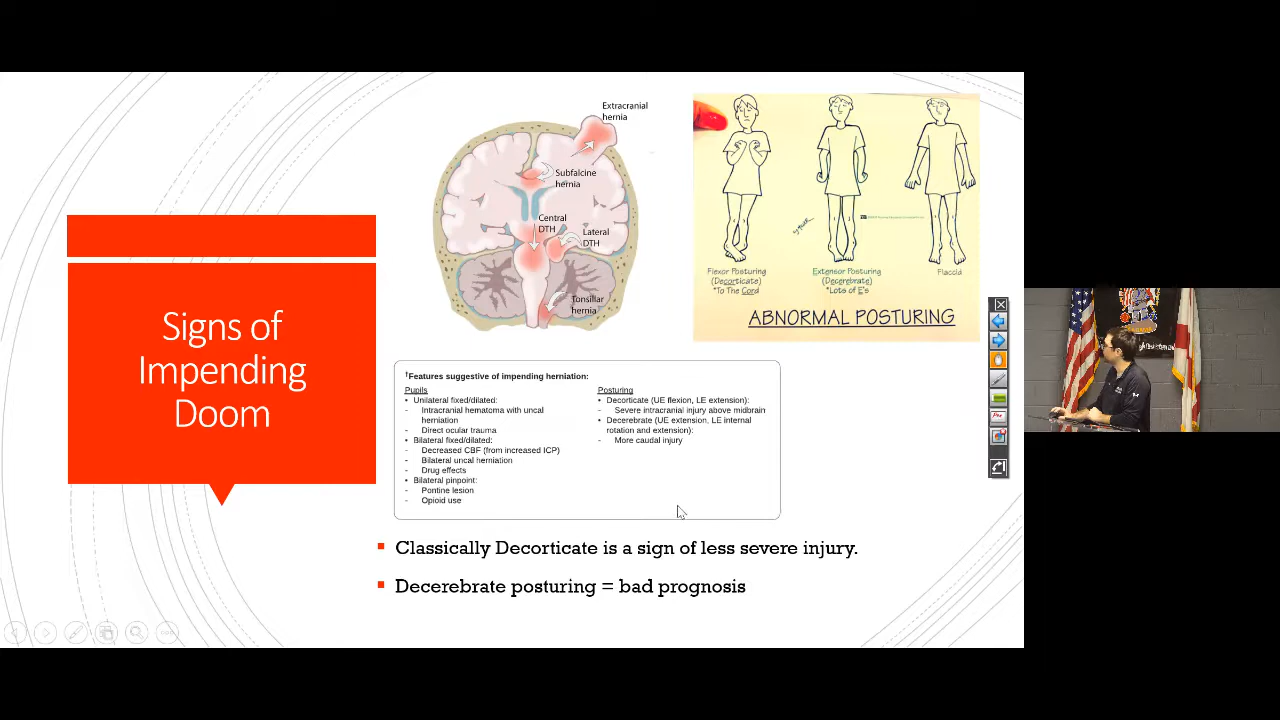 Signs of
Impending
Doom
Extracranial
hernia
Subfalcine
hernia
Central
DTH
Lateral
DTH
Tonsillar
hernia
Flexor Posturing
(Decorticate)
*To The Cord
Extensor Posturing
(Decerebrate)
*Lots of E's
Flaccid
ABNORMAL POSTURING
†Features suggestive of impending herniation:
Pupils
• Unilateral fixed/dilated:
- Intracranial hematoma with uncal
herniation
- Direct ocular trauma
• Bilateral fixed/dilated:
- Decreased CBF (from increased ICP)
- Bilateral uncal herniation
- Drug effects
• Bilateral pinpoint:
- Pontine lesion
- Opioid use
Posturing
• Decorticate (UE flexion, LE extension):
- Severe intracranial injury above midbrain
• Decerebrate (UE extension, LE internal
rotation and extension):
- More caudal injury
Classically Decorticate is a sign of less severe injury.
Decerebrate posturing = bad prognosis